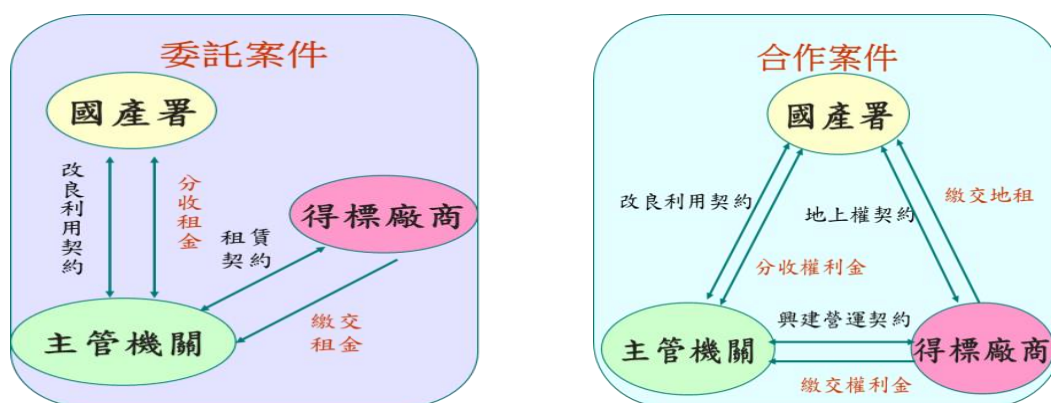 委託案件
國產署
改良利用契約
分收租金
得標廠商
租賃
契約
主管機關
繳交
租金
合作案件
國產署
改良利用契約
地上權契約
繳交地租
分收權利金
興建營運契約
主管機關
得標廠商
繳交權利金